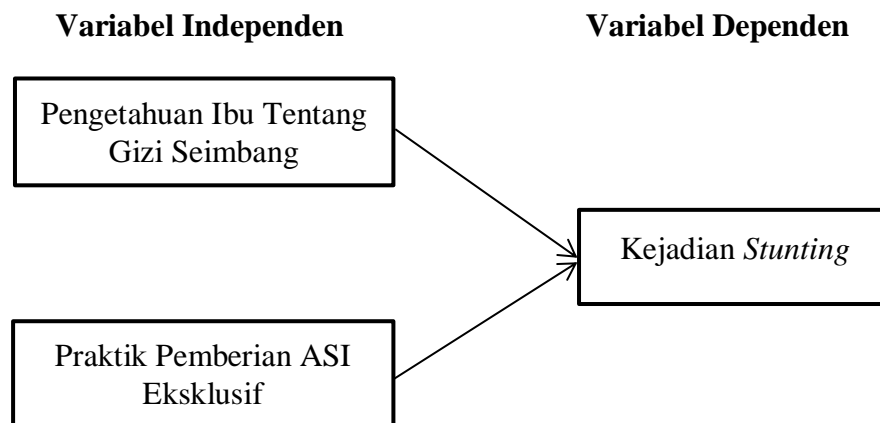 Variabel Independen
Variabel Dependen
Pengetahuan Ibu Tentang
Gizi Seimbang
Kejadian Stunting
Praktik Pemberian ASI
Eksklusif